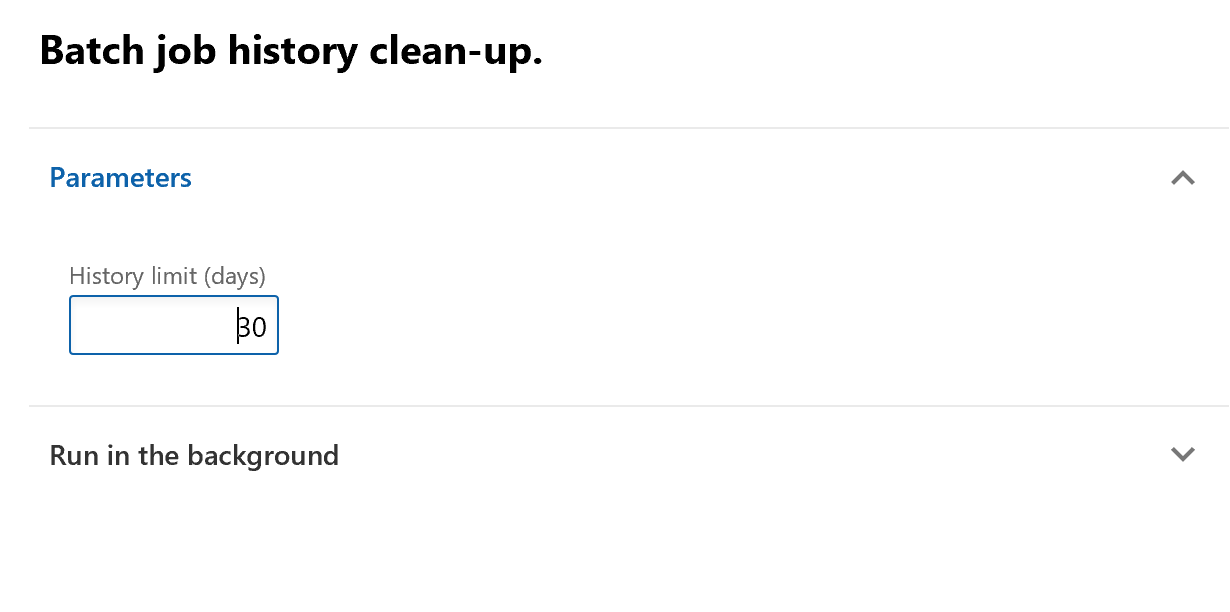 Batch job history clean-up.
Parameters
History limit (days)
30
Run in the background